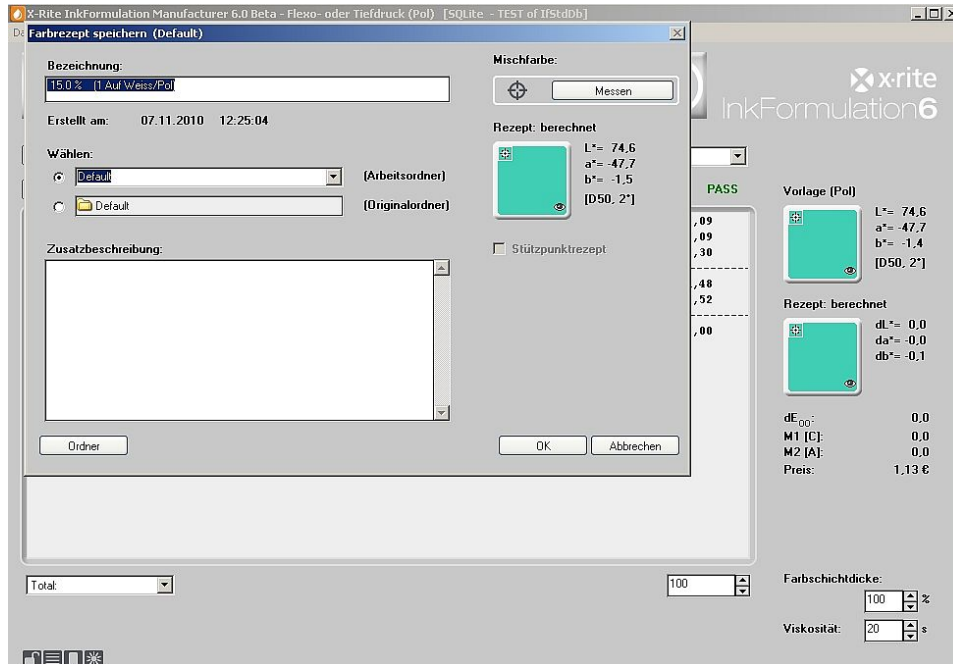 X-Rite InkFormulation Manufacturer 6.0 Beta - Flexo- oder Tiefdruck (Pol) [SQLite - TEST of IfStdDb]
Farbrezept speichern (Default)
Bezeichnung:
15.0 % (1 Auf Weiss/Pol
Erstellt am: 07.11.2010 12:25:04
Wählen:
Default
(Arbeitsordner)
Default
(Originalordner)
Zusatzbeschreibung:
Ordner
Mischfarbe:
Messen
Rezept: berechnet
L*= 74,6
a*= -47,7
b*= -1,5
[D50, 2°]
Stützpunktrezept
OK
Abbrechen
x·rite
InkFormulation6
PASS
,09
,09
,30
,48
,52
,00
Vorlage (Pol)
L*= 74,6
a*= -47,7
b*= -1,4
[D50, 2°]
Rezept: berechnet
dL*= 0,0
da*= -0,0
db*= -0,1
dE00: 0,0
M1 [C]: 0,0
M2 [A]: 0,0
Preis: 1,13 €
Total:
100
Farbschichtdicke:
100 %
Viskosität: 20 s